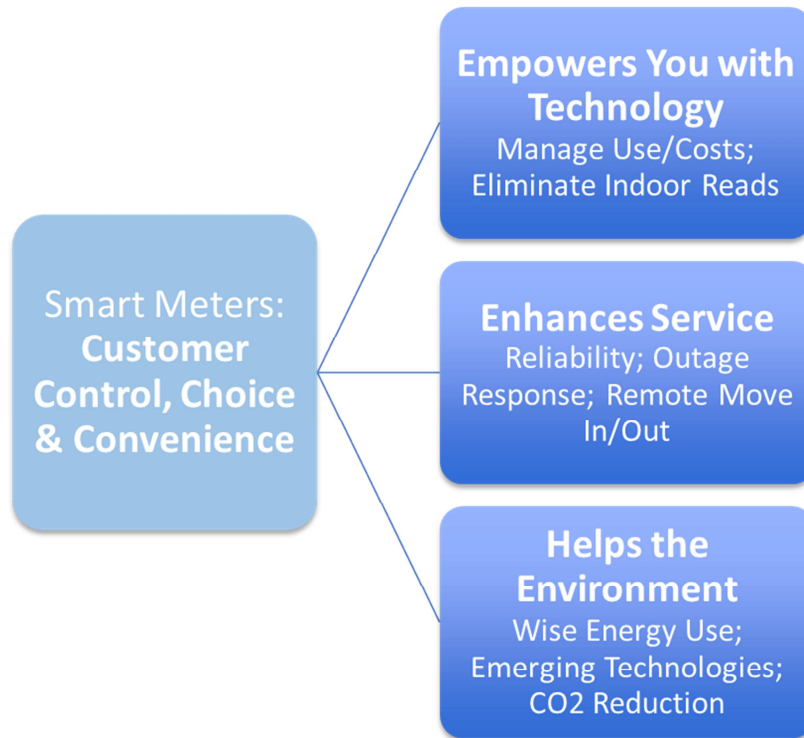 Smart Meters:
Customer
Control, Choice
& Convenience
Empowers You with
Technology
Manage Use/Costs;
Eliminate Indoor Reads
Enhances Service
Reliability; Outage
Response; Remote Move
In/Out
Helps the
Environment
Wise Energy Use;
Emerging Technologies;
CO2 Reduction